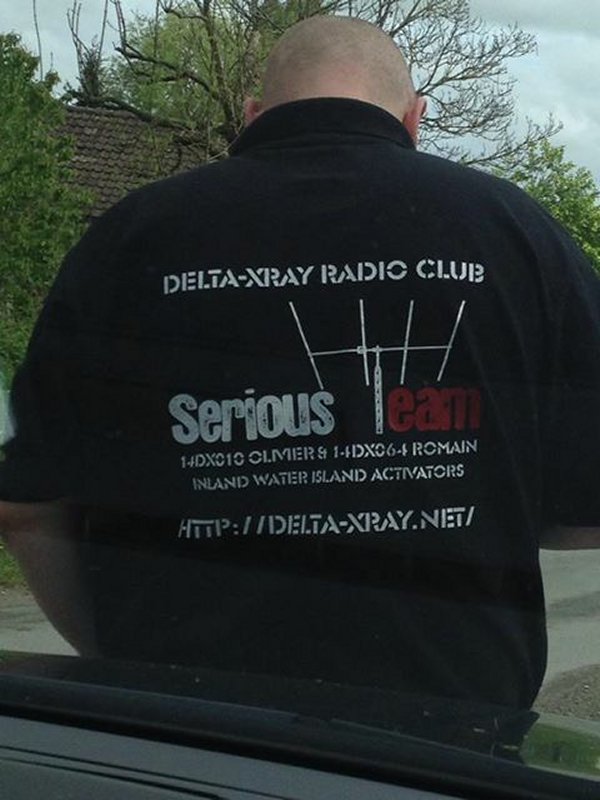 DELTA-XRAY RADIO CLUB
Serious Team
14DX010 OLIVIER & 14DX064 ROMAIN
INLAND WATER ISLAND ACTIVATORS
HTTP://DELTA-XRAY.NET/